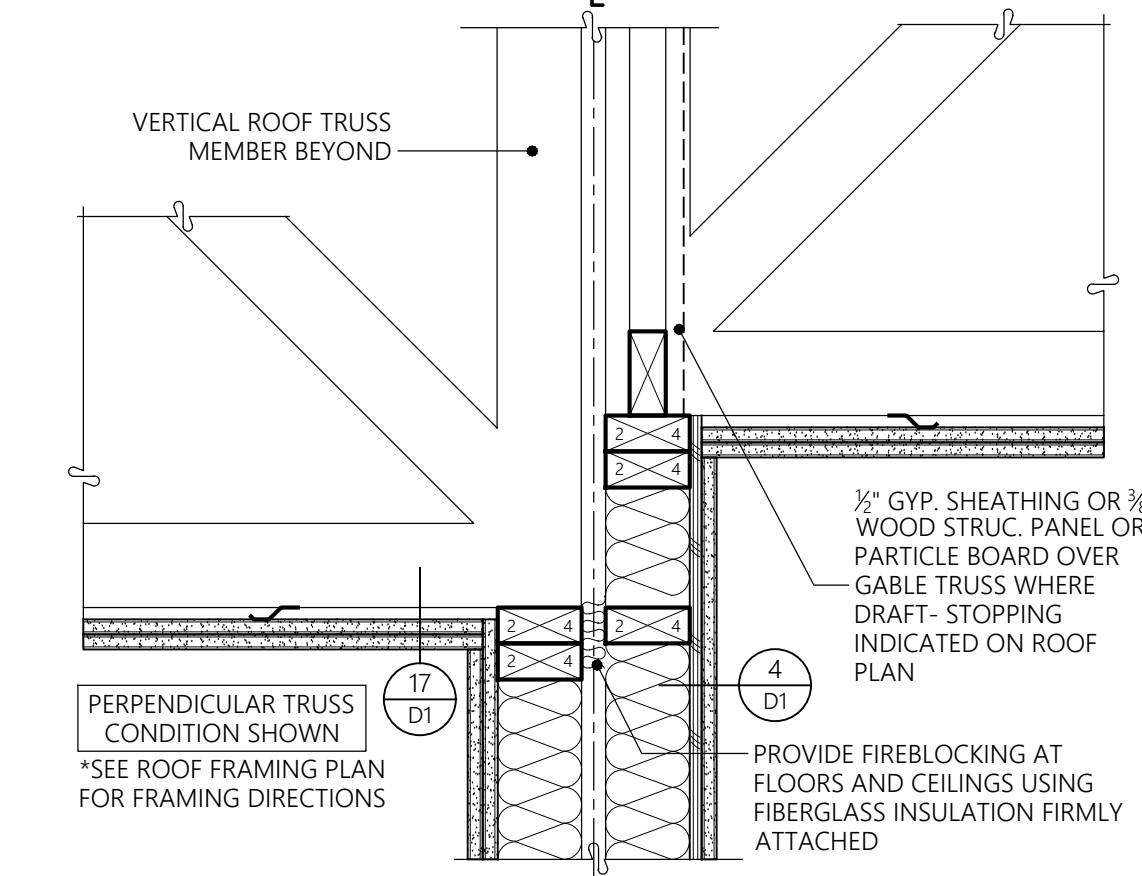 VERTICAL ROOF TRUSS
MEMBER BEYOND
2 4
2 4
½" GYP. SHEATHING OR
WOOD STRUC. PANEL OR
PARTICLE BOARD OVER
GABLE TRUSS WHERE
DRAFT- STOPPING
INDICATED ON ROOF
PLAN
2 4
2 4
2 4
17
D1
4
D1
PERPENDICULAR TRUSS
CONDITION SHOWN
*SEE ROOF FRAMING PLAN
FOR FRAMING DIRECTIONS
PROVIDE FIREBLOCKING AT
FLOORS AND CEILINGS USING
FIBERGLASS INSULATION FIRMLY
ATTACHED